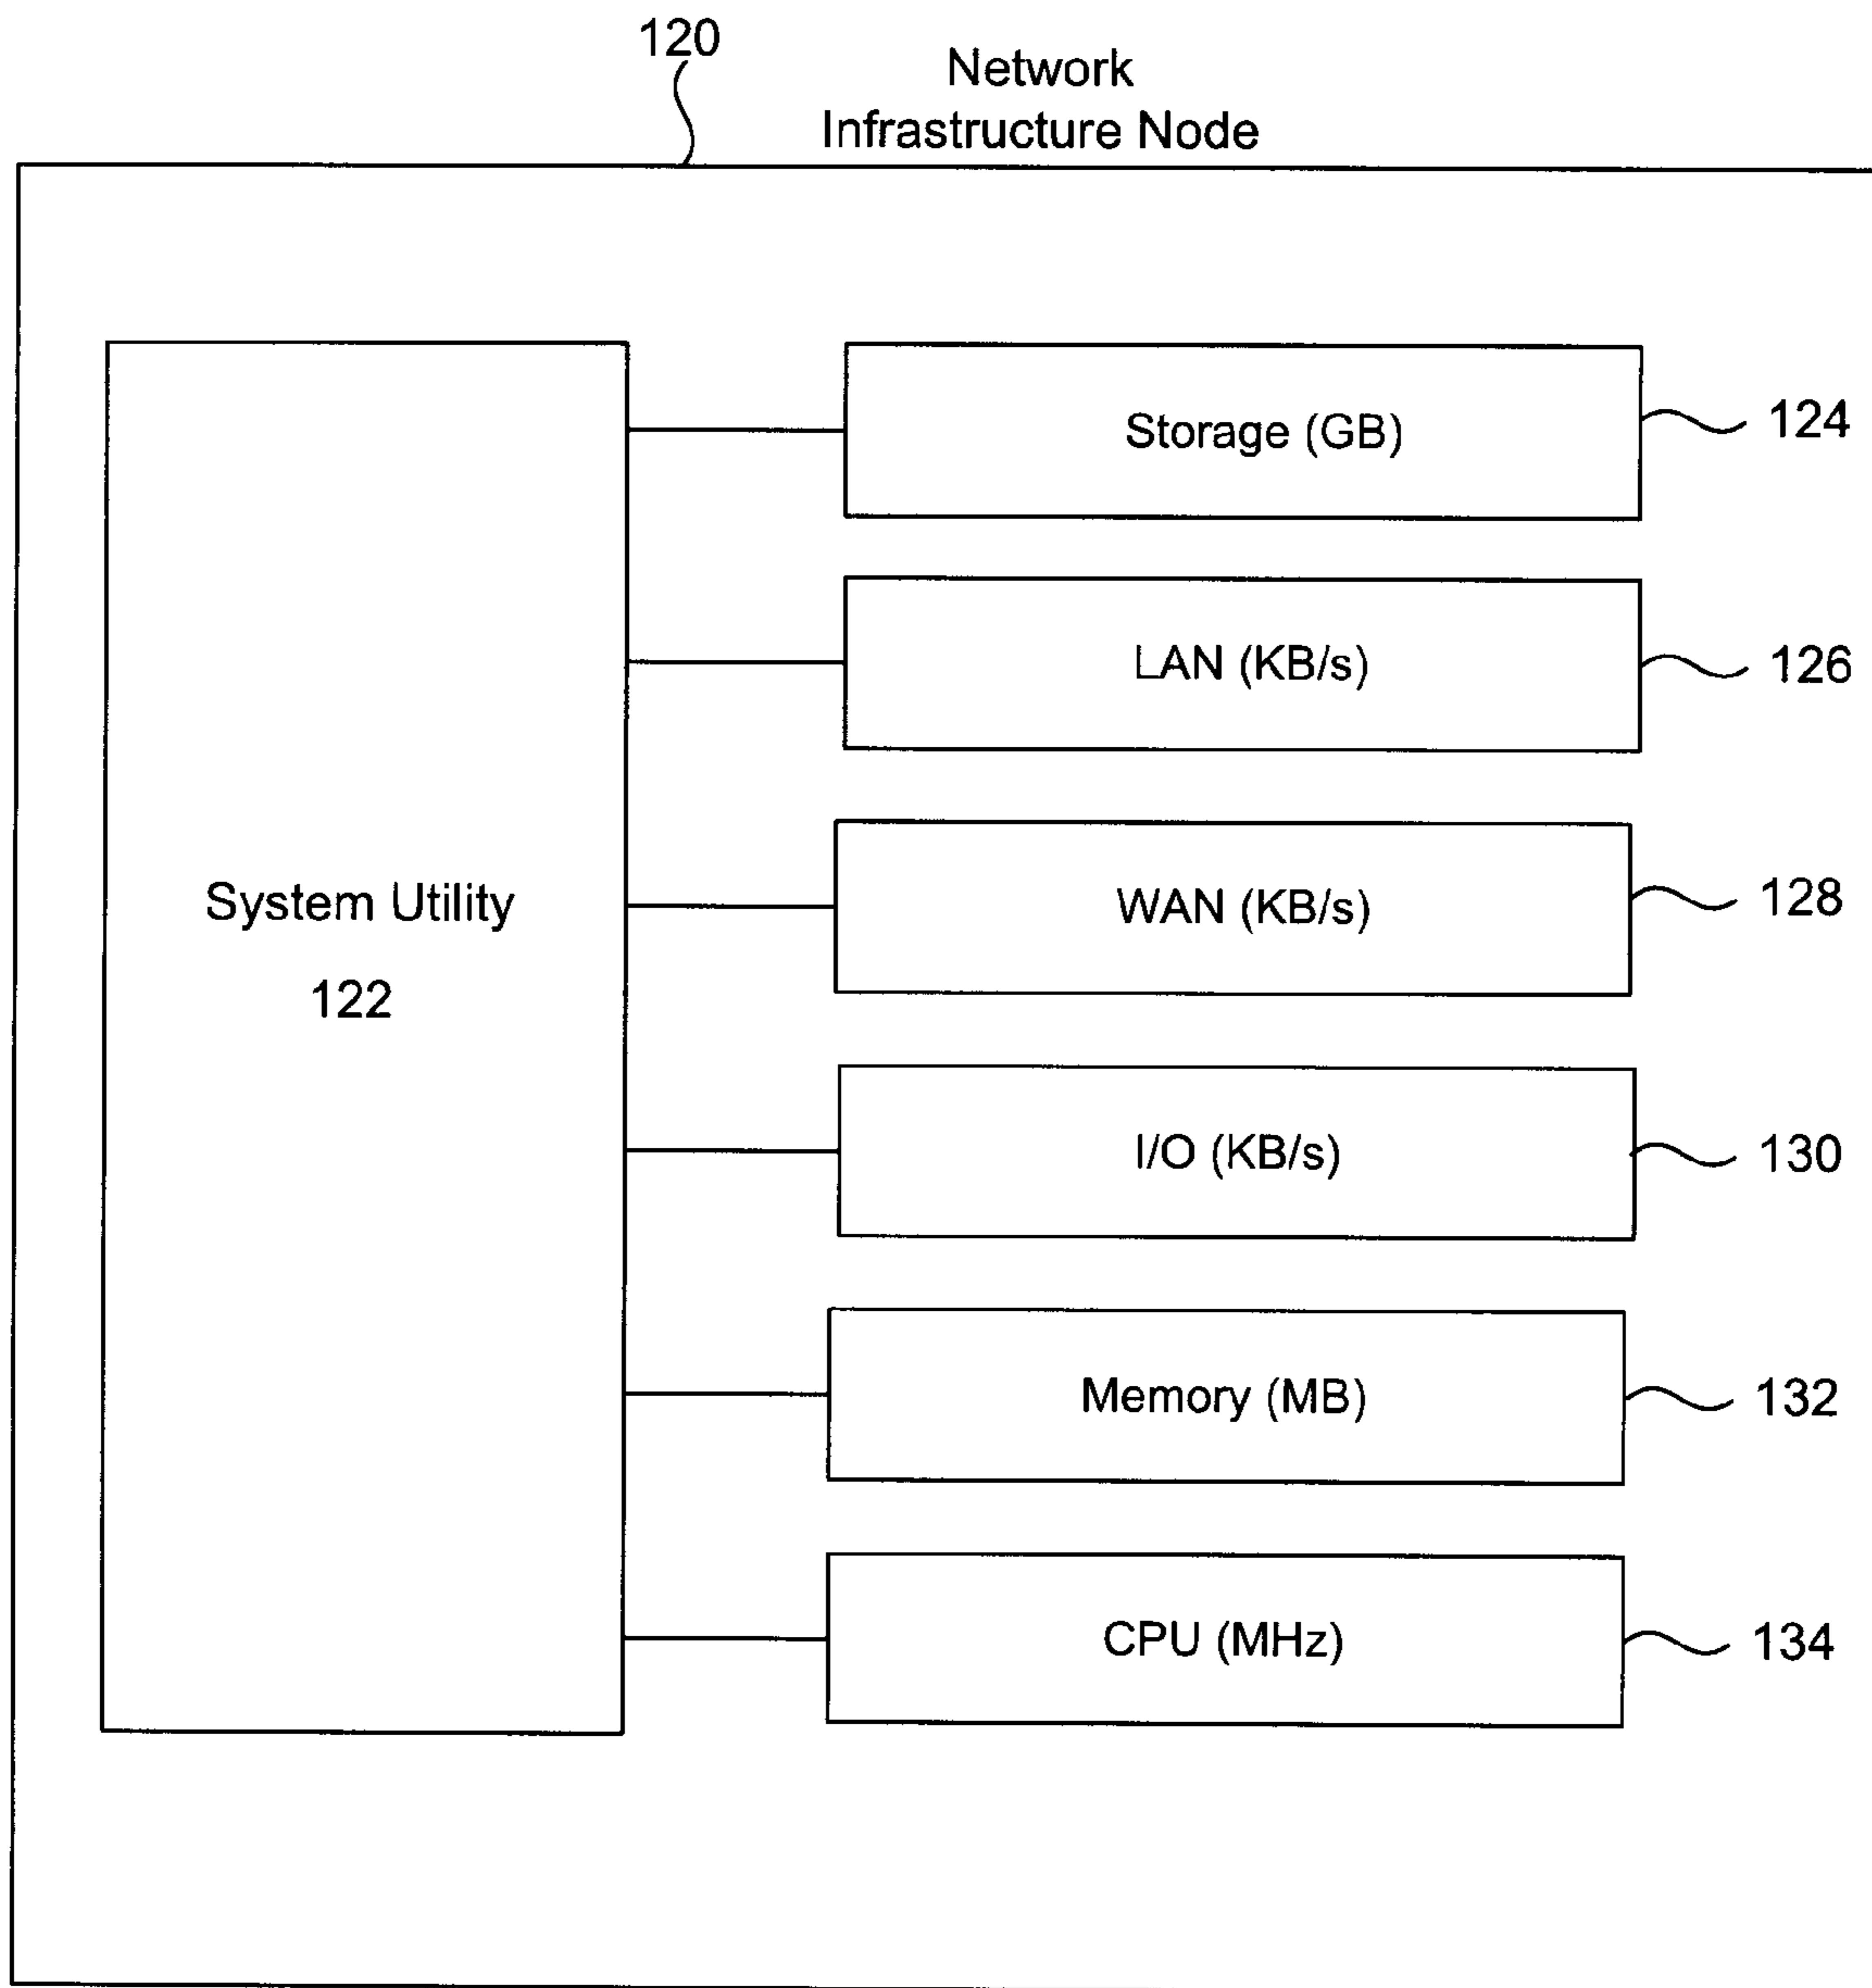 120
Network
Infrastructure Node
Storage (GB)
124
LAN (KB/s)
126
System Utility
122
WAN (KB/s)
128
I/O (KB/s)
130
Memory (MB)
132
CPU (MHz)
134